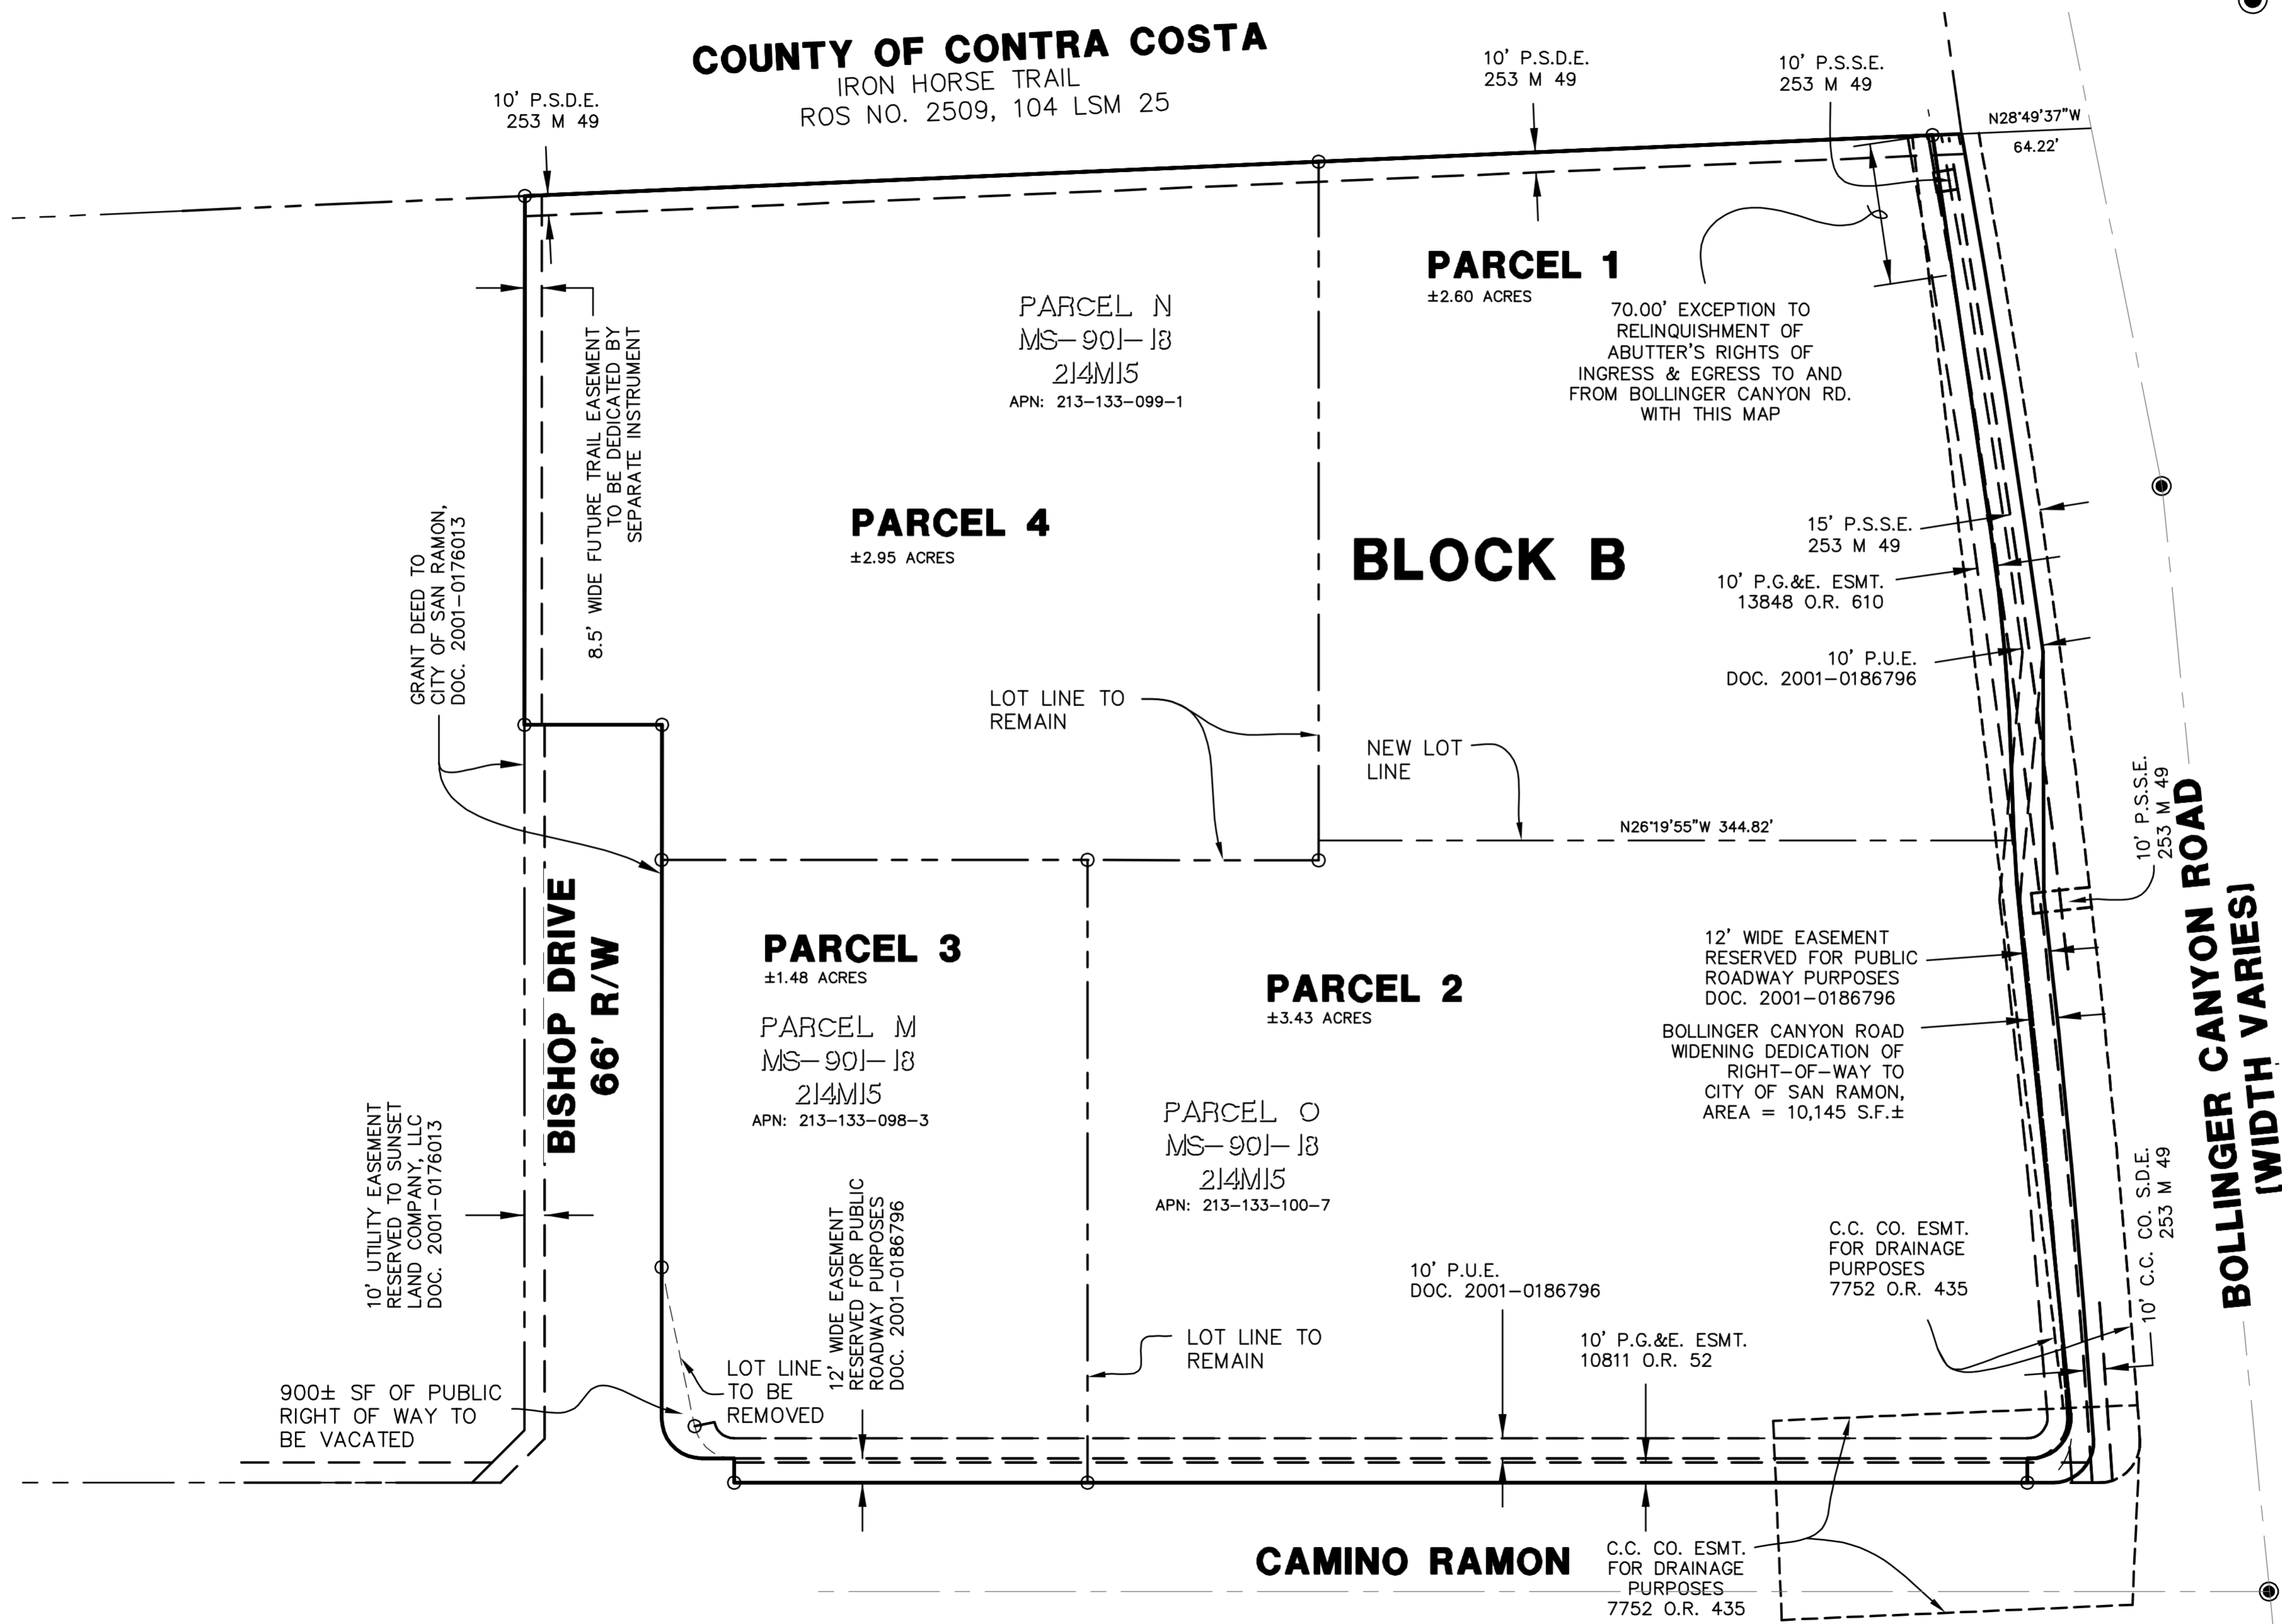 COUNTY OF CONTRA COSTA
IRON HORSE TRAIL
ROS NO. 2509, 104 LSM 25
10' P.S.D.E.
253 M 49
10' P.S.D.E.
253 M 49
10' P.S.S.E.
253 M 49
N28°49'37"W
64.22'
PARCEL 1
±2.60 ACRES
70.00' EXCEPTION TO
RELINQUISHMENT OF
ABUTTER'S RIGHTS OF
INGRESS & EGRESS TO AND
FROM BOLLINGER CANYON RD.
WITH THIS MAP
PARCEL N
MS-901-18
214M15
APN: 213-133-099-1
8.5' WIDE FUTURE TRAIL EASEMENT
TO BE DEDICATED BY
SEPARATE INSTRUMENT
GRANT DEED TO
CITY OF SAN RAMON,
DOC. 2001-0176013
PARCEL 4
±2.95 ACRES
BLOCK B
15' P.S.S.E.
253 M 49
10' P.G.&E. ESMT.
13848 O.R. 610
10' P.U.E.
DOC. 2001-0186796
LOT LINE TO
REMAIN
NEW LOT
LINE
N26°19'55"W 344.82'
10' P.S.S.E.
253 M 49
BOLLINGER CANYON ROAD
(WIDTH VARIES)
BISHOP DRIVE
66' R/W
PARCEL 3
±1.48 ACRES
PARCEL M
MS-901-18
214M15
APN: 213-133-098-3
PARCEL 2
±3.43 ACRES
PARCEL O
MS-901-18
214M15
APN: 213-133-100-7
12' WIDE EASEMENT
RESERVED FOR PUBLIC
ROADWAY PURPOSES
DOC. 2001-0186796
BOLLINGER CANYON ROAD
WIDENING DEDICATION OF
RIGHT-OF-WAY TO
CITY OF SAN RAMON,
AREA = 10,145 S.F.±
10' UTILITY EASEMENT
RESERVED TO SUNSET
LAND COMPANY, LLC
DOC. 2001-0176013
12' WIDE EASEMENT
RESERVED FOR PUBLIC
ROADWAY PURPOSES
DOC. 2001-0186796
10' C.C. CO. S.D.E.
253 M 49
C.C. CO. ESMT.
FOR DRAINAGE
PURPOSES
7752 O.R. 435
10' P.U.E.
DOC. 2001-0186796
10' P.G.&E. ESMT.
10811 O.R. 52
LOT LINE TO
REMAIN
LOT LINE
TO BE
REMOVED
900± SF OF PUBLIC
RIGHT OF WAY TO
BE VACATED
CAMINO RAMON
C.C. CO. ESMT.
FOR DRAINAGE
PURPOSES
7752 O.R. 435